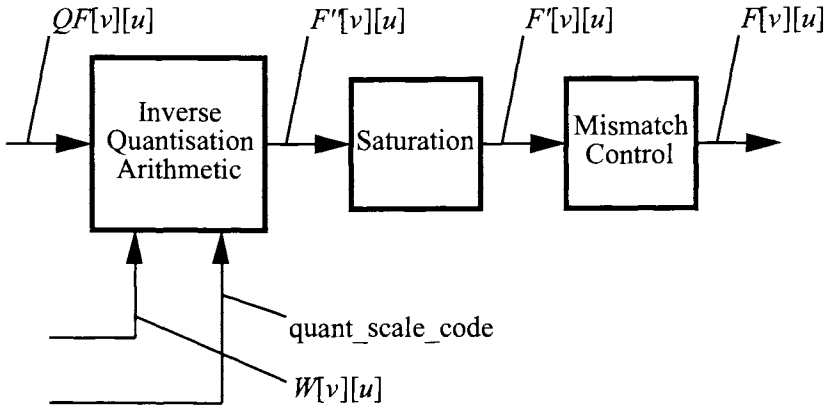 QF[v][u]
F''[v][u]
F'[v][u]
F[v][u]
Inverse
Quantisation
Arithmetic
Saturation
Mismatch
Control
quant_scale_code
W[v][u]